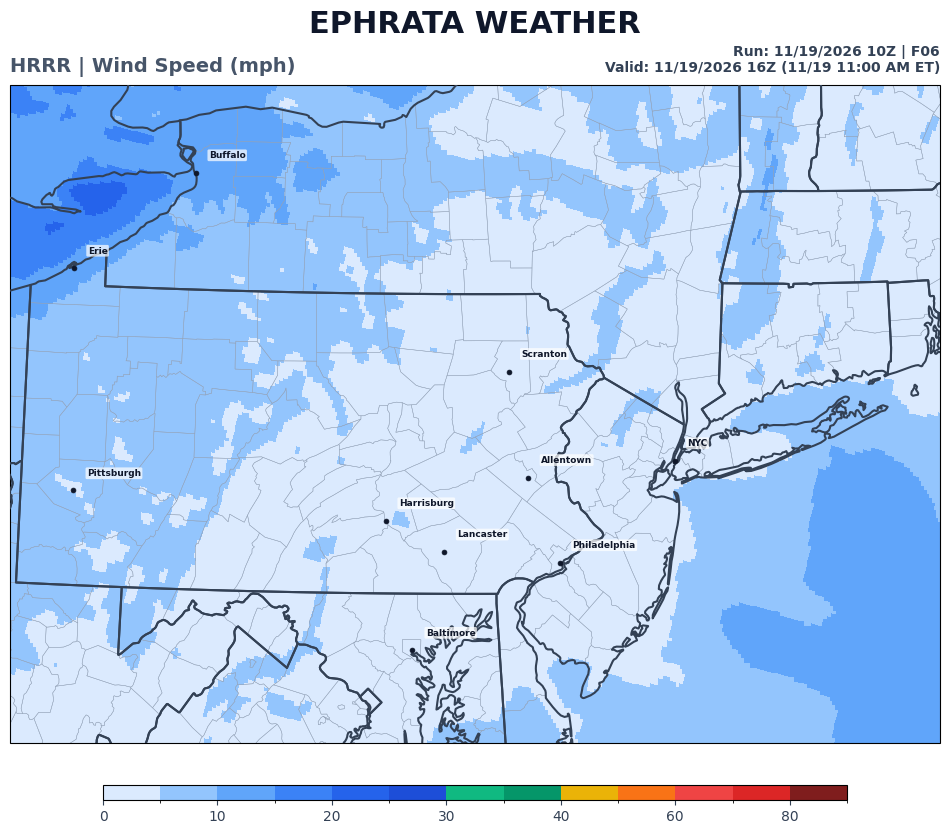 EPHRATA WEATHER
HRRR | Wind Speed (mph)
Run: 11/19/2026 10Z | F06
Valid: 11/19/2026 16Z (11/19 11:00 AM ET)
Buffalo
Erie
Scranton
NYC
Allentown
Pittsburgh
Harrisburg
Lancaster
Philadelphia
Baltimore
0 10 20 30 40 50 60 70 80